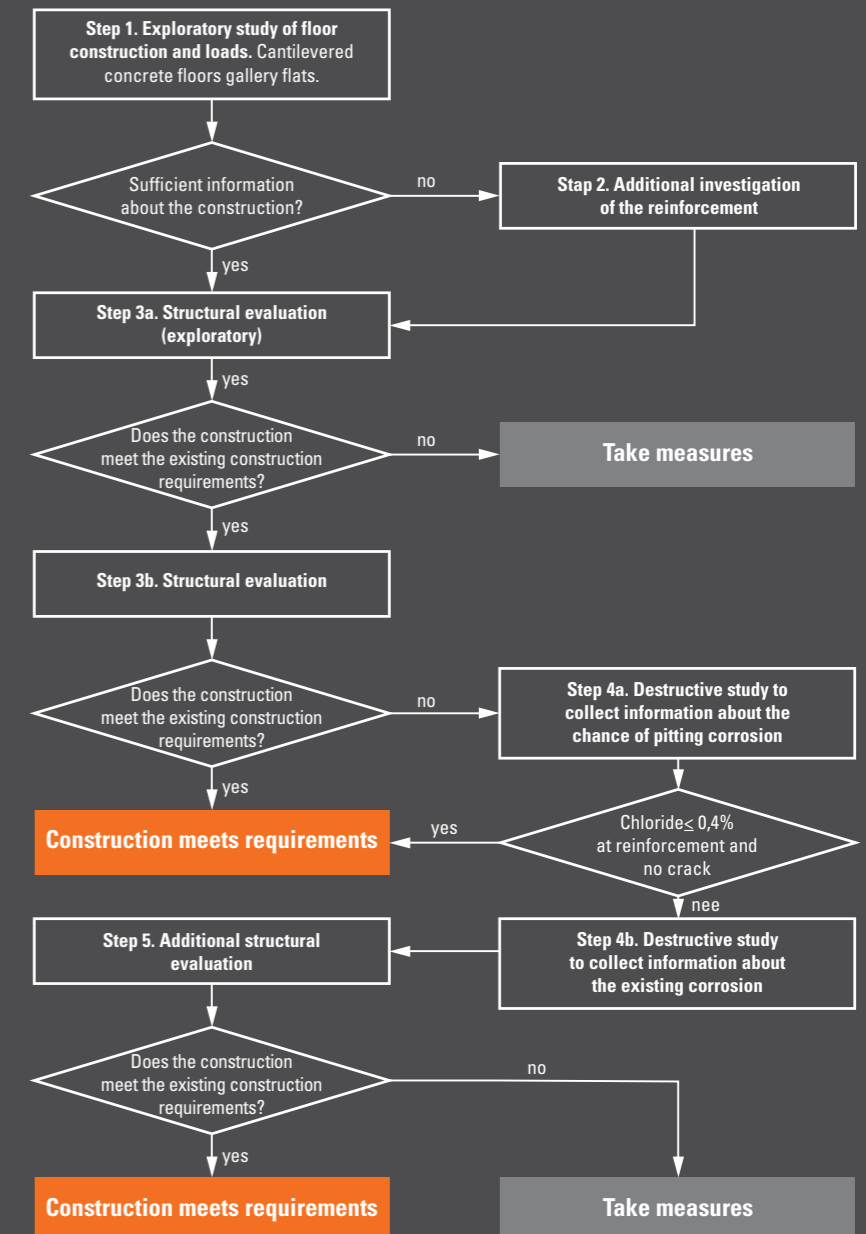 Step 1. Exploratory study of floor
construction and loads. Cantilevered
concrete floors gallery flats.
Sufficient information
about the construction?
no
Stap 2. Additional investigation
of the reinforcement
yes
Step 3a. Structural evaluation
(exploratory)
yes
Does the construction
meet the existing construction
requirements?
no
Take measures
yes
Step 3b. Structural evaluation
Does the construction
meet the existing construction
requirements?
no
Step 4a. Destructive study to
collect information about the
chance of pitting corrosion
yes
Construction meets requirements
yes
Chloride≤ 0,4%
at reinforcement and
no crack
nee
Step 5. Additional structural
evaluation
Step 4b. Destructive study
to collect information about
the existing corrosion
Does the construction
meet the existing construction
requirements?
no
yes
Construction meets requirements
Take measures